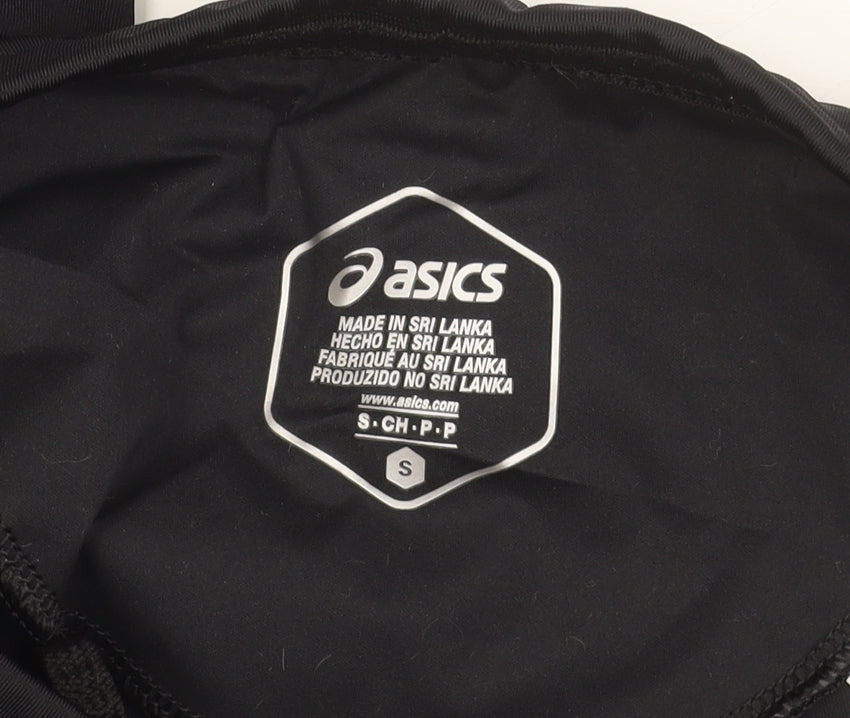 asics
MADE IN SRI LANKA
HECHO EN SRI LANKA
FABRIQUÉ AU SRI LANKA
PRODUZIDO NO SRI LANKA
www.asics.com
S·CH·P·P
S